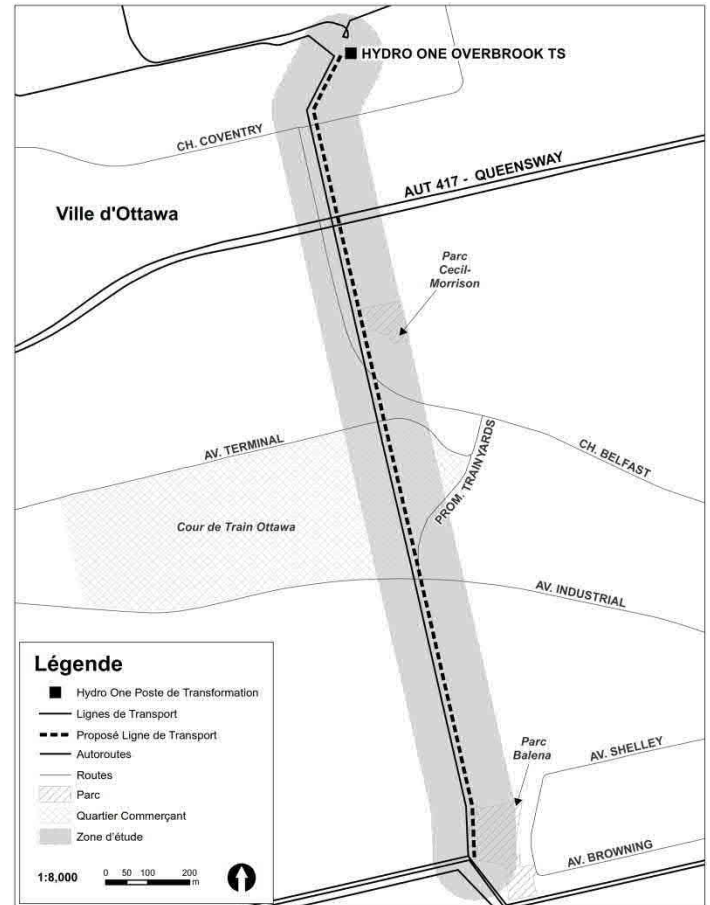 HYDRO ONE OVERBROOK TS
CH. COVENTRY
AUT 417 - QUEENSWAY
Ville d'Ottawa
Parc
Cecil-
Morrison
AV. TERMINAL
PROM. TRAINYARDS
CH. BELFAST
Cour de Train Ottawa
AV. INDUSTRIAL
Parc
Balena
AV. SHELLEY
AV. BROWNING
Légende
Hydro One Poste de Transformation
Lignes de Transport
Proposé Ligne de Transport
Autoroutes
Routes
Parc
Quartier Commerçant
Zone d'étude
1:8,000
0 50 100 200
m